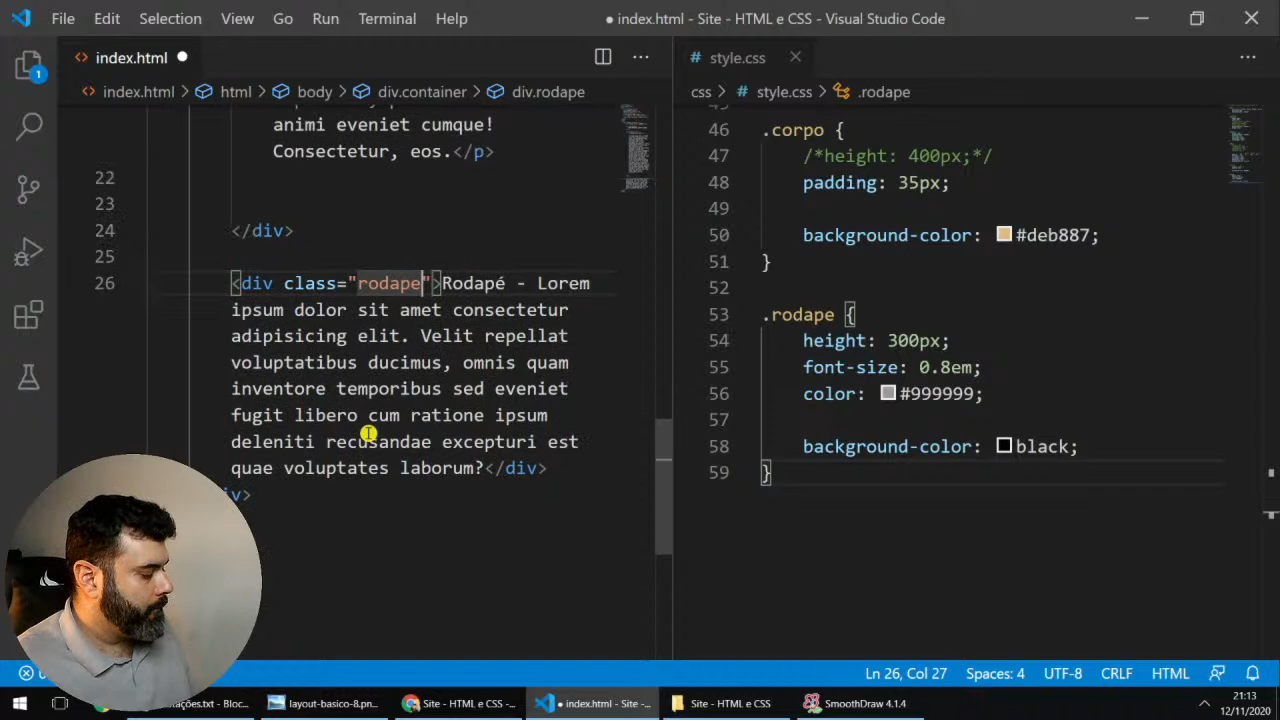 File Edit Selection View Go Run Terminal Help ● index.html - Site - HTML e CSS - Visual Studio Code
index.html
style.css
index.html > html > body > div.container > div.rodape
css > style.css > .rodape
1
animi eveniet cumque!
Consectetur, eos.</p>
22
23
24 </div>
25
26 <div class="rodape">Rodapé - Lorem
ipsum dolor sit amet consectetur
adipisicing elit. Velit repellat
voluptatibus ducimus, omnis quam
inventore temporibus sed eveniet
fugit libero cum ratione ipsum
deleniti recusandae excepturi est
quae voluptates laborum?</div>
iv>
46 .corpo {
47 /*height: 400px;*/
48 padding: 35px;
49
50 background-color: #deb887;
51 }
52
53 .rodape {
54 height: 300px;
55 font-size: 0.8em;
56 color: #999999;
57
58 background-color: black;
59 }
Ln 26, Col 27 Spaces: 4 UTF-8 CRLF HTML
tações.txt - Bloc... layout-basico-8.pn... Site - HTML e CSS -... ● index.html - Site -... Site - HTML e CSS SmoothDraw 4.1.4
21:13
12/11/2020